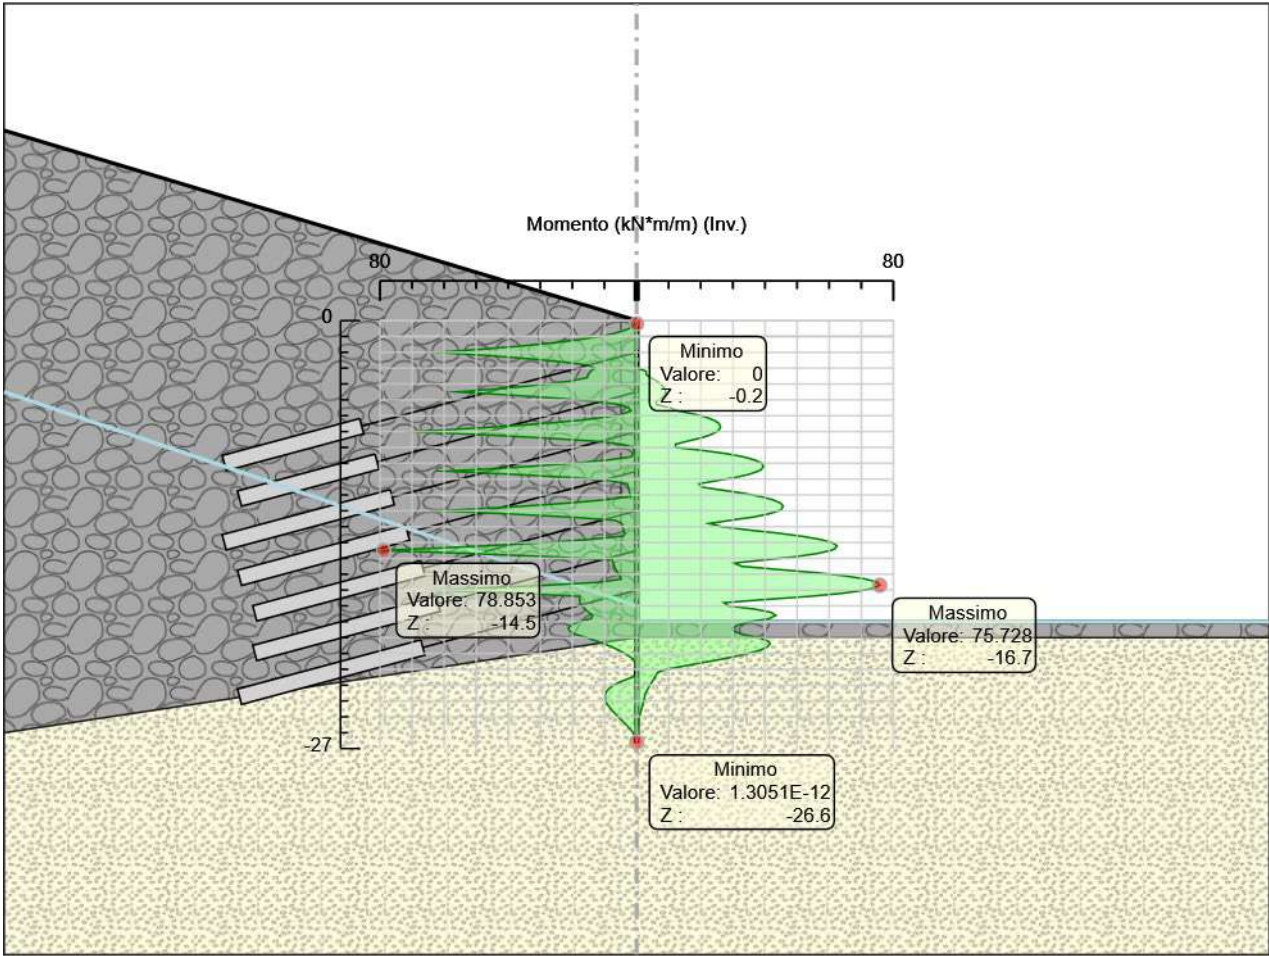 Momento (kN*m/m) (Inv.)
80
80
0
Minimo
Valore: 0
Z : -0.2
Massimo
Valore: 78.853
Z : -14.5
Massimo
Valore: 75.728
Z : -16.7
-27
Minimo
Valore: 1.3051E-12
Z : -26.6